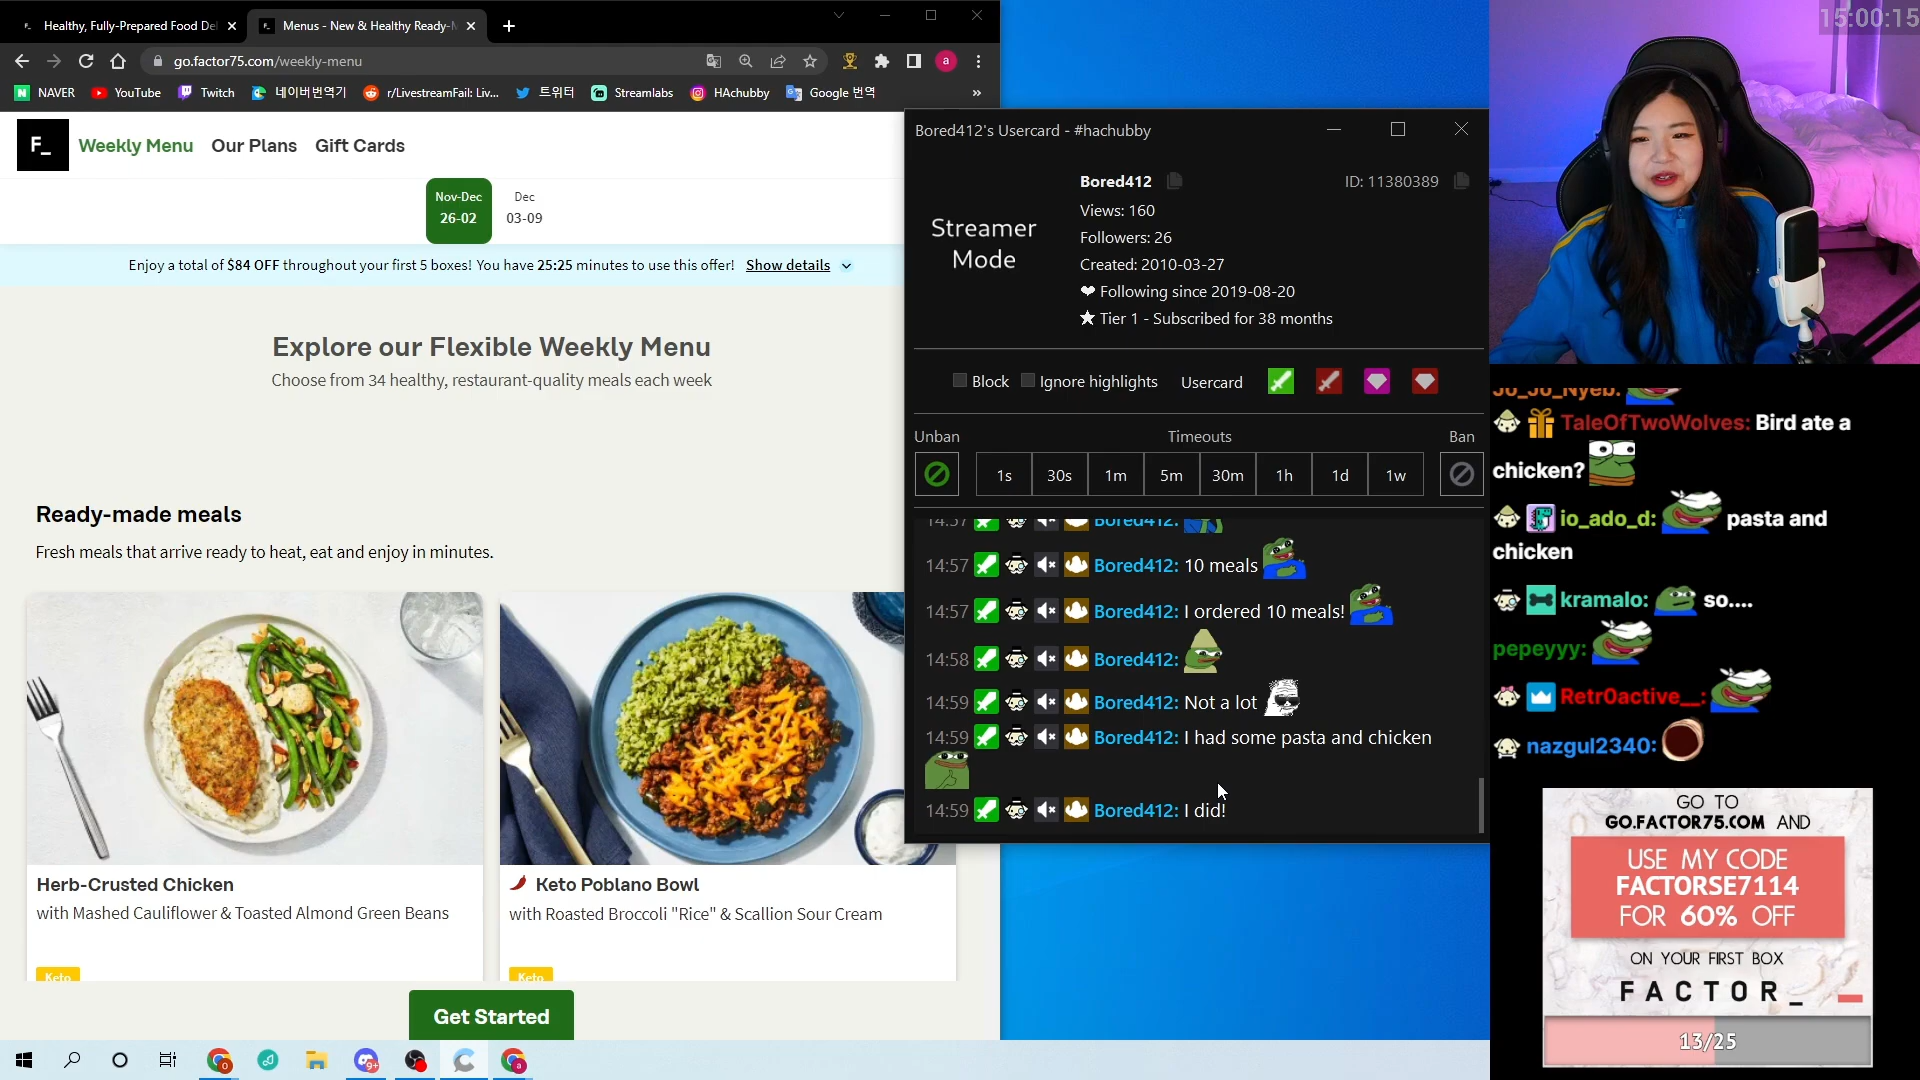 Healthy, Fully-Prepared Food Del
Menus - New & Healthy Ready-M
go.factor75.com/weekly-menu
a
NAVER
YouTube
Twitch
네이버번역기
r/LivestreamFail: Liv...
트위터
Streamlabs
HAchubby
Google 번역
»
F_
Weekly Menu
Our Plans
Gift Cards
Nov-Dec
26-02
Dec
03-09
Enjoy a total of $84 OFF throughout your first 5 boxes! You have 25:25 minutes to use this offer! Show details
Explore our Flexible Weekly Menu
Choose from 34 healthy, restaurant-quality meals each week
Ready-made meals
Fresh meals that arrive ready to heat, eat and enjoy in minutes.
Herb-Crusted Chicken
with Mashed Cauliflower & Toasted Almond Green Beans
Keto
Keto Poblano Bowl
with Roasted Broccoli "Rice" & Scallion Sour Cream
Keto
Get Started
Bored412's Usercard - #hachubby
Streamer
Mode
Bored412
ID: 11380389
Views: 160
Followers: 26
Created: 2010-03-27
Following since 2019-08-20
Tier 1 - Subscribed for 38 months
Block
Ignore highlights
Usercard
Unban
Timeouts
Ban
1s
30s
1m
5m
30m
1h
1d
1w
14:57 Bored412:
14:57 Bored412: 10 meals
14:57 Bored412: I ordered 10 meals!
14:58 Bored412:
14:59 Bored412: Not a lot
14:59 Bored412: I had some pasta and chicken
14:59 Bored412: I did!
15:00:15
Jo_Jo_Nyeb:
TaleOfTwoWolves: Bird ate a
chicken?
io_ado_d: pasta and
chicken
kramalo: so....
pepeyyy:
Retr0active__:
nazgul2340:
GO TO
GO.FACTOR75.COM AND
USE MY CODE
FACTORSE7114
FOR 60% OFF
ON YOUR FIRST BOX
FACTOR_
13/25
9+